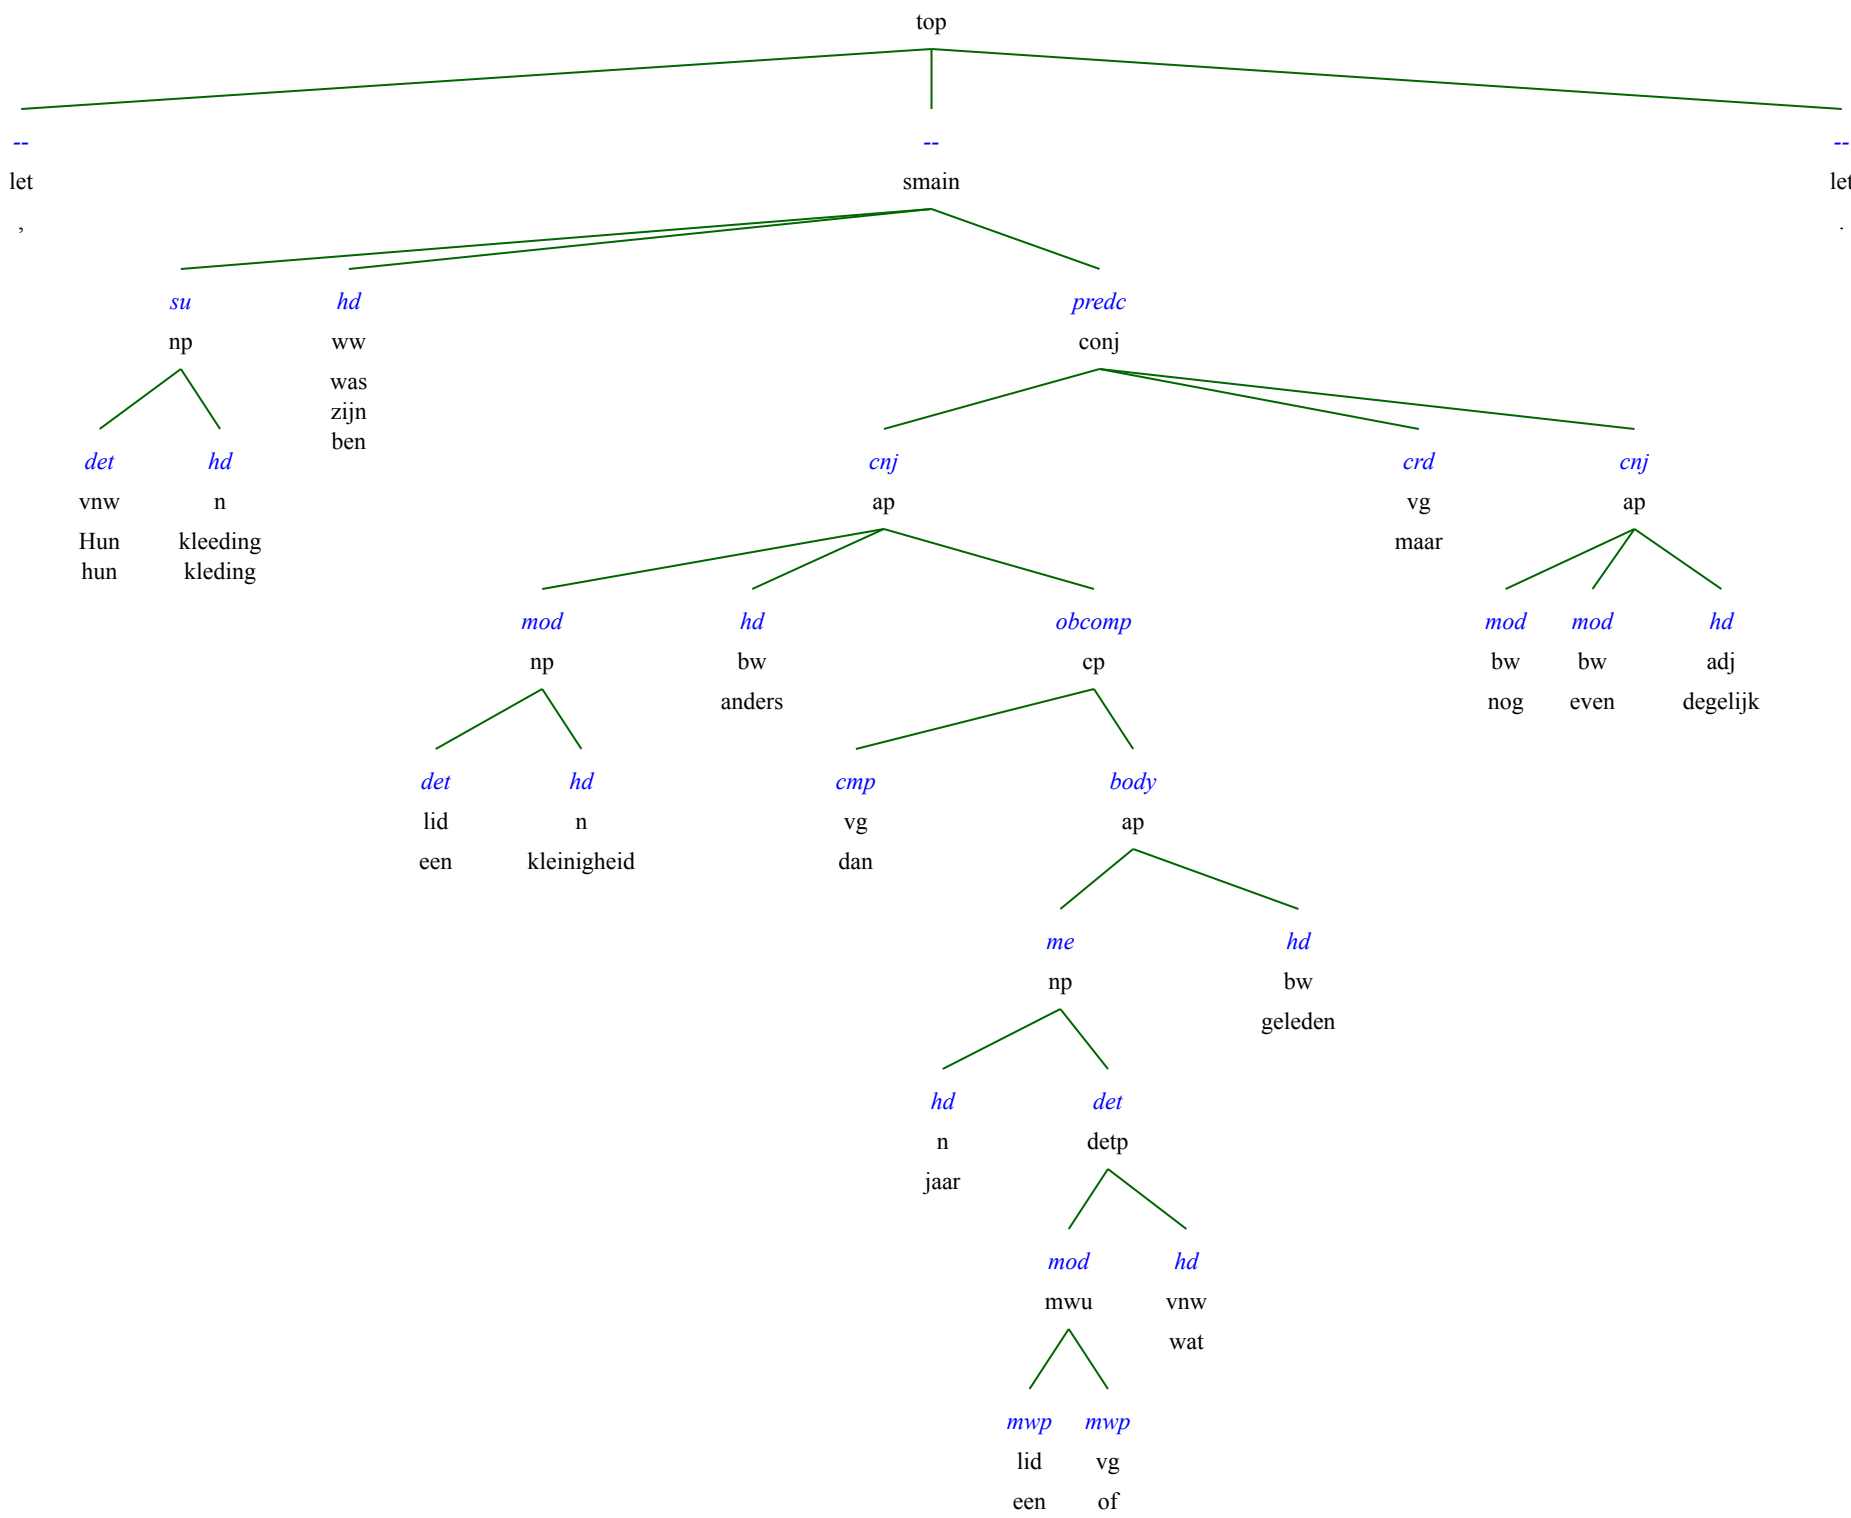 top
-- -- --
let smain let
, .
su hd predc
np ww conj
was
zijn
ben
det hd cnj crd cnj
vnw n ap vg ap
Hun kleeding maar
hun kleding
mod hd obcomp mod mod hd
np bw cp bw bw adj
anders nog even degelijk
det hd cmp body
lid n vg ap
een kleinigheid dan
me hd
np bw
geleden
hd det
n detp
jaar
mod hd
mwu vnw
wat
mwp mwp
lid vg
een of